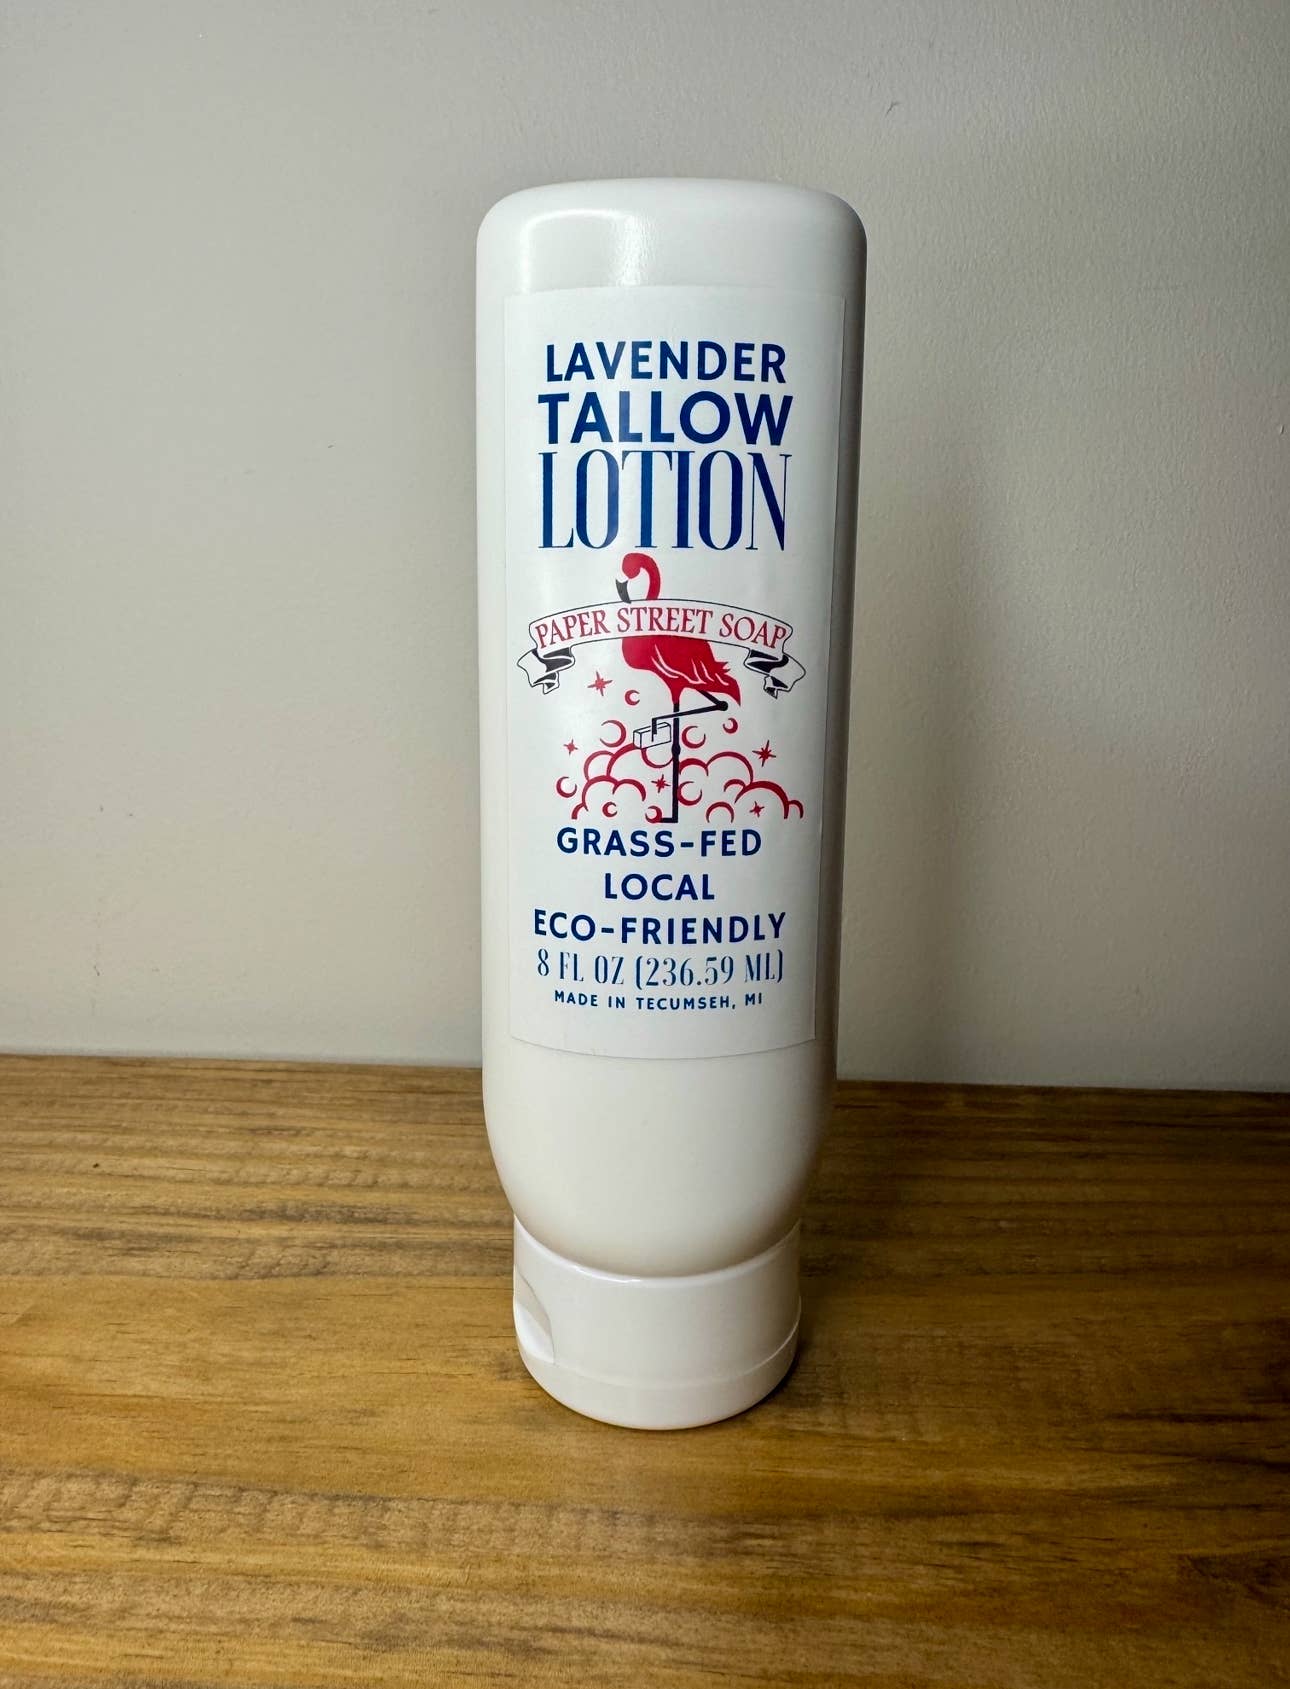 LAVENDER
TALLOW
LOTION
PAPER STREET SOAP
GRASS-FED
LOCAL
ECO-FRIENDLY
8 FL OZ (236.59 ML)
MADE IN TECUMSEH, MI